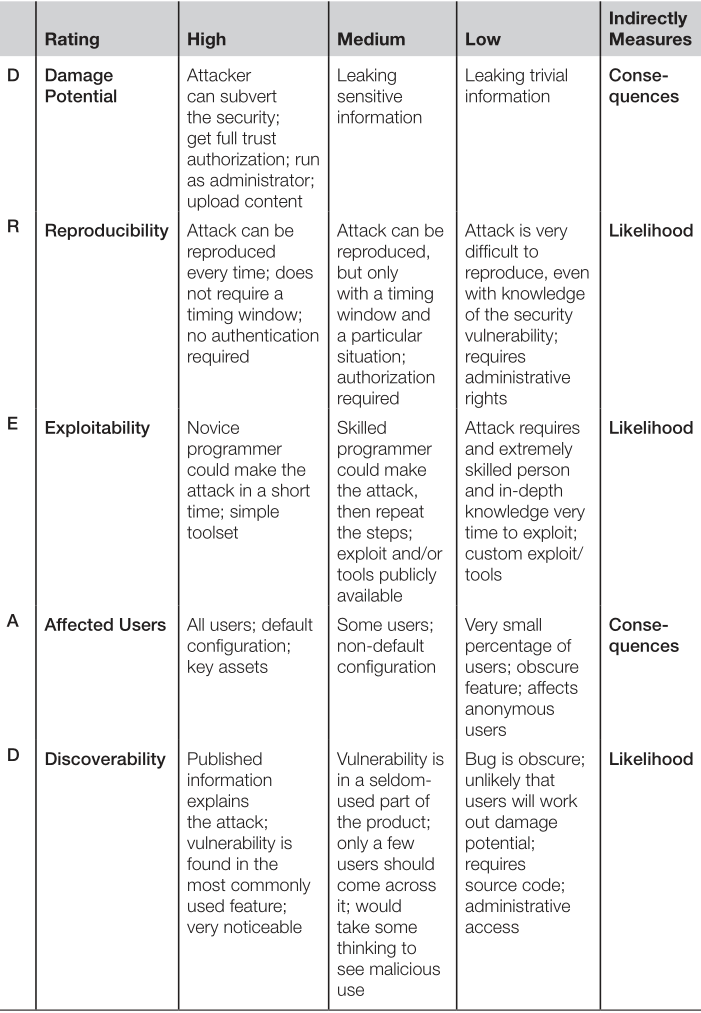 Rating High Medium Low Indirectly Measures
D Damage Potential
Attacker
can subvert
the security;
get full trust
authorization; run
as administrator;
upload content
Leaking
sensitive
information
Leaking trivial
information
Conse-
quences
R Reproducibility
Attack can be
reproduced
every time; does
not require a
timing window;
no authentication
required
Attack can be
reproduced,
but only
with a timing
window and
a particular
situation;
authorization
required
Attack is very
difficult to
reproduce, even
with knowledge
of the security
vulnerability;
requires
administrative
rights
Likelihood
E Exploitability
Novice
programmer
could make the
attack in a short
time; simple
toolset
Skilled
programmer
could make
the attack,
then repeat
the steps;
exploit and/or
tools publicly
available
Attack requires
and extremely
skilled person
and in-depth
knowledge very
time to exploit;
custom exploit/
tools
Likelihood
A Affected Users
All users; default
configuration;
key assets
Some users;
non-default
configuration
Very small
percentage of
users; obscure
feature; affects
anonymous
users
Conse-
quences
D Discoverability
Published
information
explains
the attack;
vulnerability is
found in the
most commonly
used feature;
very noticeable
Vulnerability is
in a seldom-
used part of
the product;
only a few
users should
come across
it; would
take some
thinking to
see malicious
use
Bug is obscure;
unlikely that
users will work
out damage
potential;
requires
source code;
administrative
access
Likelihood